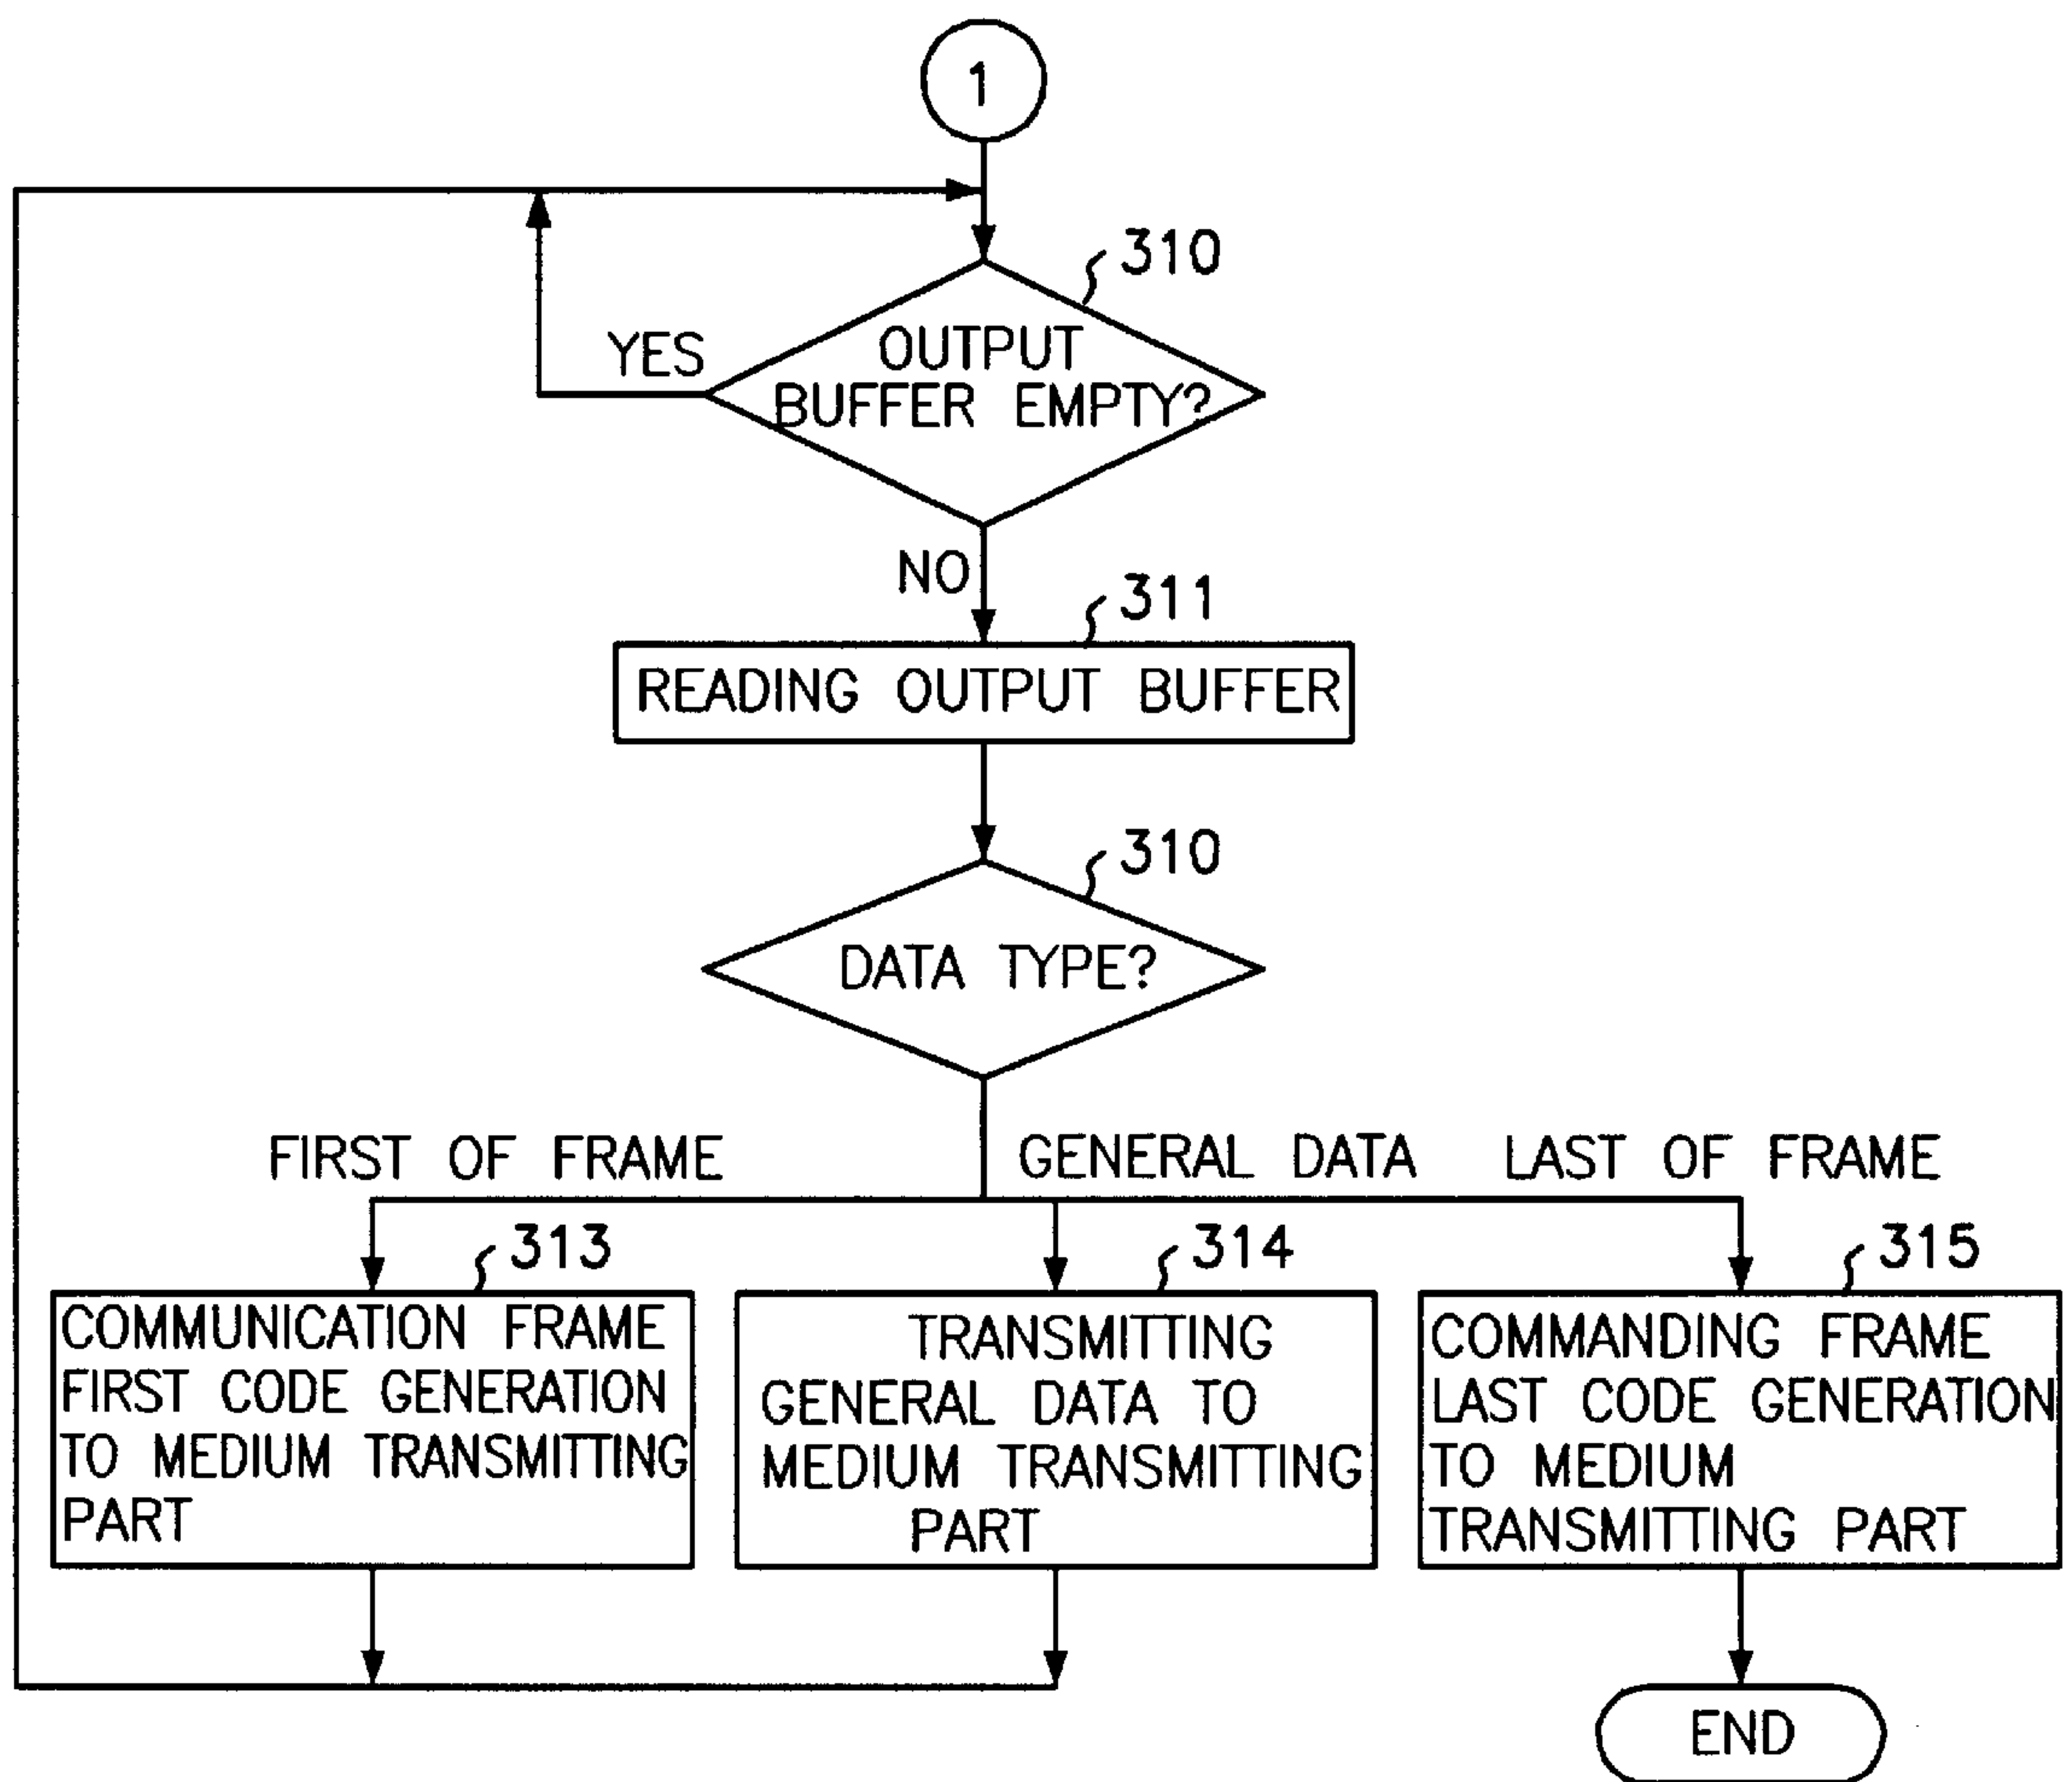 1
310
YES
OUTPUT
BUFFER EMPTY?
NO
311
READING OUTPUT BUFFER
310
DATA TYPE?
FIRST OF FRAME
GENERAL DATA
LAST OF FRAME
313
COMMUNICATION FRAME
FIRST CODE GENERATION
TO MEDIUM TRANSMITTING
PART
314
TRANSMITTING
GENERAL DATA TO
MEDIUM TRANSMITTING
PART
315
COMMANDING FRAME
LAST CODE GENERATION
TO MEDIUM
TRANSMITTING PART
END